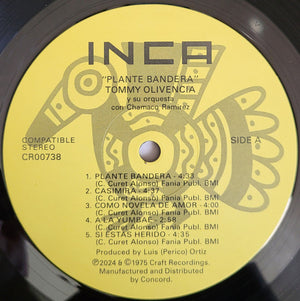 INCA
"PLANTE BANDERA"
TOMMY OLIVENCIA
y su orquesta
con Chamaco Ramirez
COMPATIBLE
STEREO
CR00738
SIDE A
1. PLANTE BANDERA - 4:33
(C. Curet Alonso) Fania Publ. BMI
2. CASIMIRA - 4:37
(C. Curet Alonso) Fania Publ. BMI
3. COMO NOVELA DE AMOR - 4:00
(C. Curet Alonso) Fania Publ. BMI
4. A LA YUMBAE - 2:58
(C. Curet Alonso) Fania Publ. BMI
5. SI ESTAS HERIDO - 4:35
(C. Curet Alonso) Fania Publ. BMI
Produced by Luis (Perico) Ortiz
℗2024 & ©1975 Craft Recordings.
Manufactured and Distributed
by Concord.